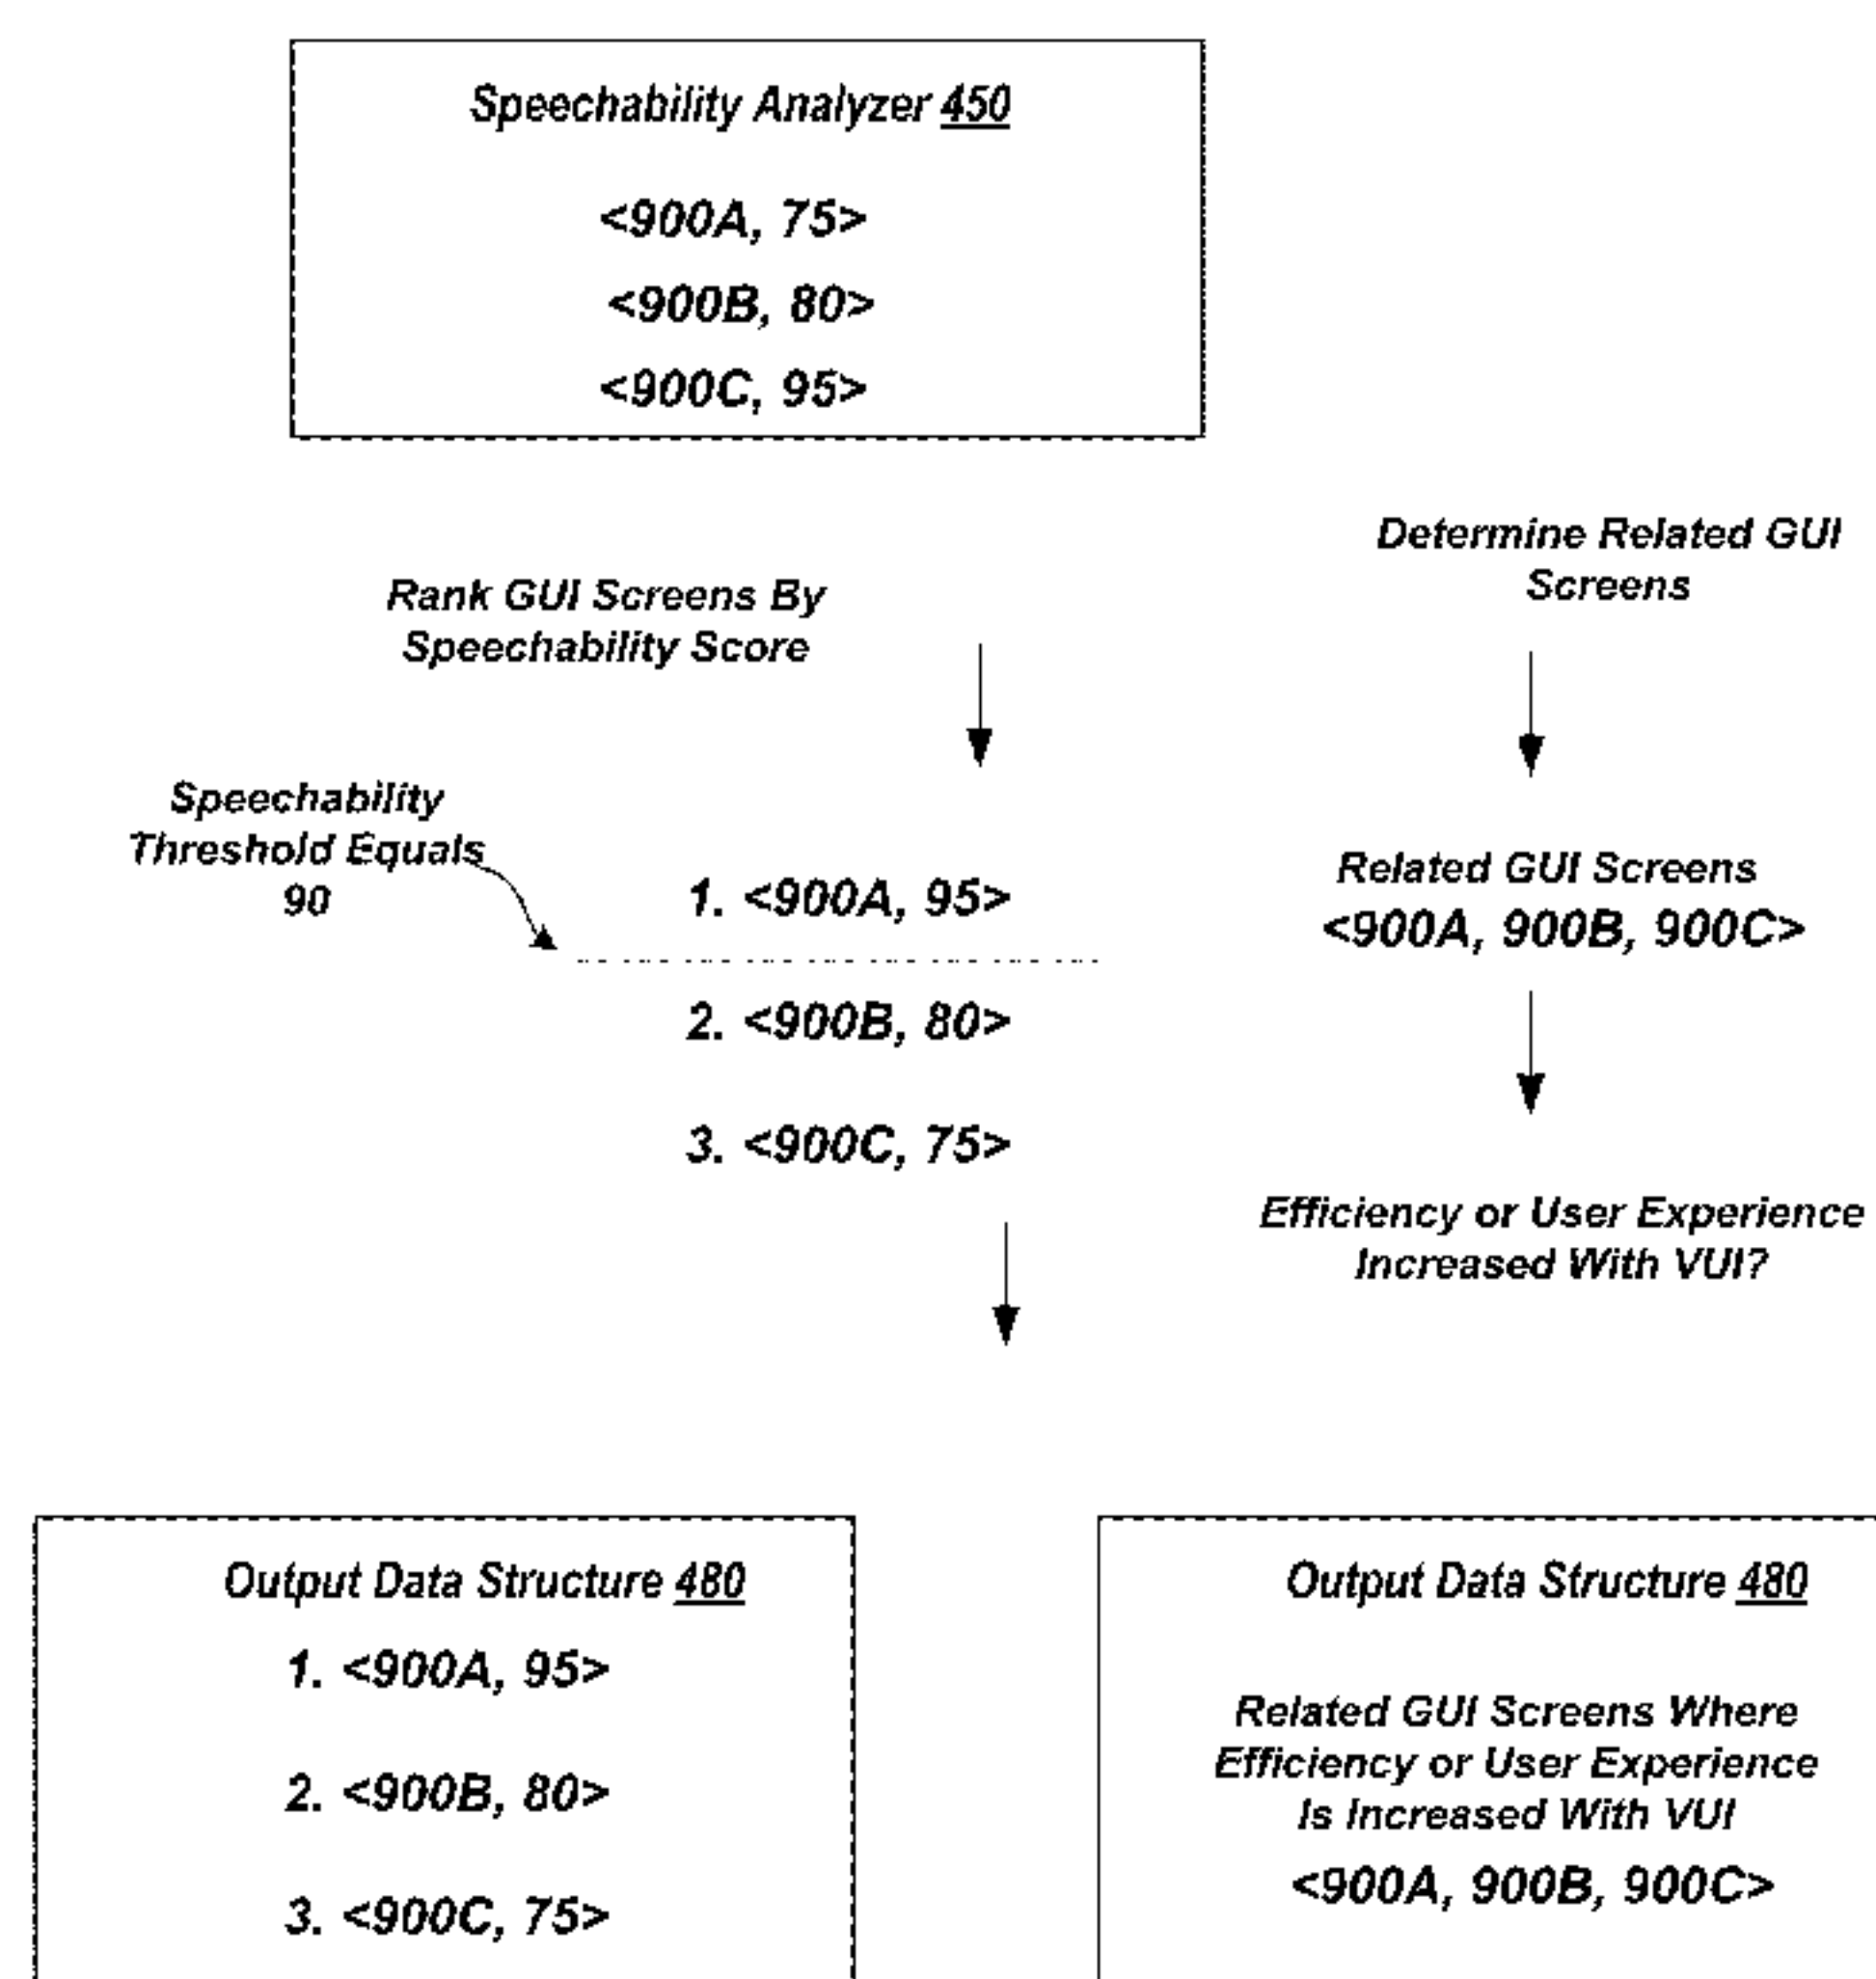 Speechability Analyzer 450
<900A, 75>
<900B, 80>
<900C, 95>
Determine Related GUI
Screens
Rank GUI Screens By
Speechability Score
Speechability
Threshold Equals
90
1. <900A, 95>
2. <900B, 80>
3. <900C, 75>
Related GUI Screens
<900A, 900B, 900C>
Efficiency or User Experience
Increased With VUI?
Output Data Structure 480
1. <900A, 95>
2. <900B, 80>
3. <900C, 75>
Output Data Structure 480
Related GUI Screens Where
Efficiency or User Experience
Is Increased With VUI
<900A, 900B, 900C>